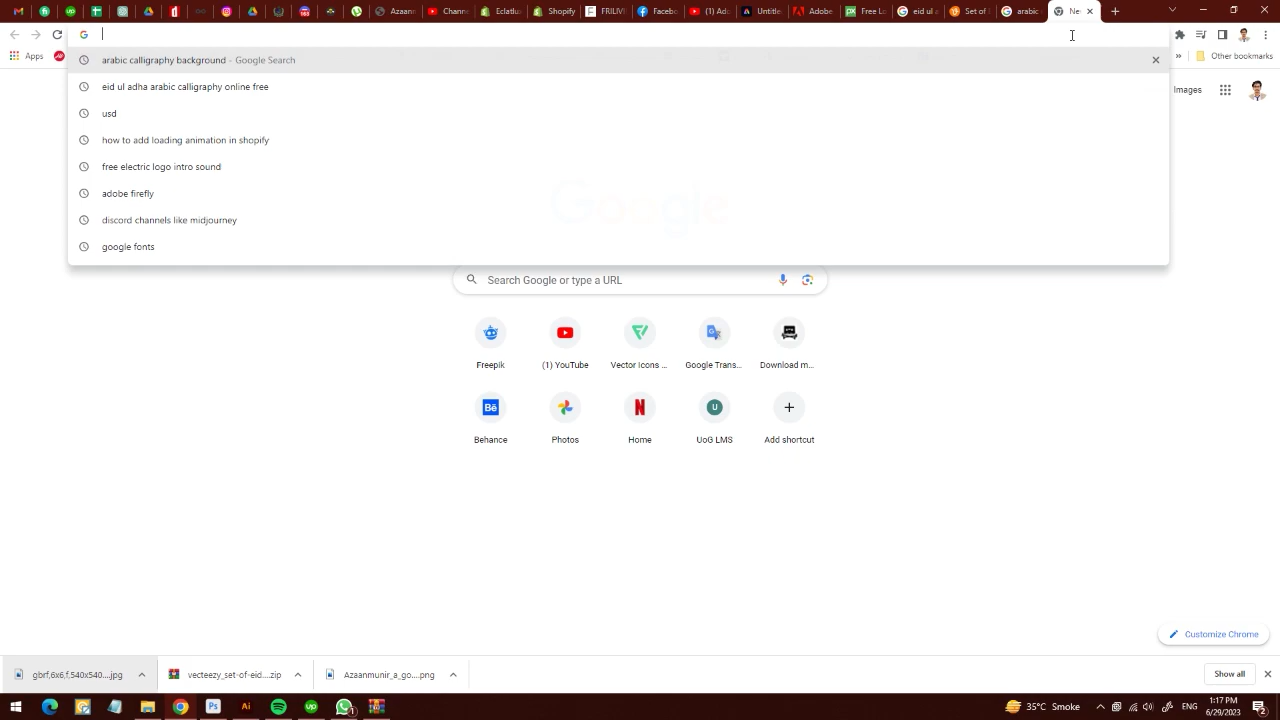 Azaann
Chann
Eclatlu
Shopify
FRILIVI
Facebo
(1) Ado
Untitle
Adobe
Free Lo
eid ul a
Set of
arabic
Ne
Apps
Other bookmarks
arabic calligraphy background - Google Search
eid ul adha arabic calligraphy online free
usd
how to add loading animation in shopify
free electric logo intro sound
adobe firefly
discord channels like midjourney
google fonts
Images
Google
Search Google or type a URL
Freepik
(1) YouTube
Vector Icons ...
Google Trans...
Download m...
Behance
Photos
Home
UoG LMS
Add shortcut
Customize Chrome
gbrf,6x6,f,540x540....jpg
vecteezy_set-of-eid....zip
Azaanmunir_a_go....png
Show all
35°C Smoke
ENG
1:17 PM
6/29/2023